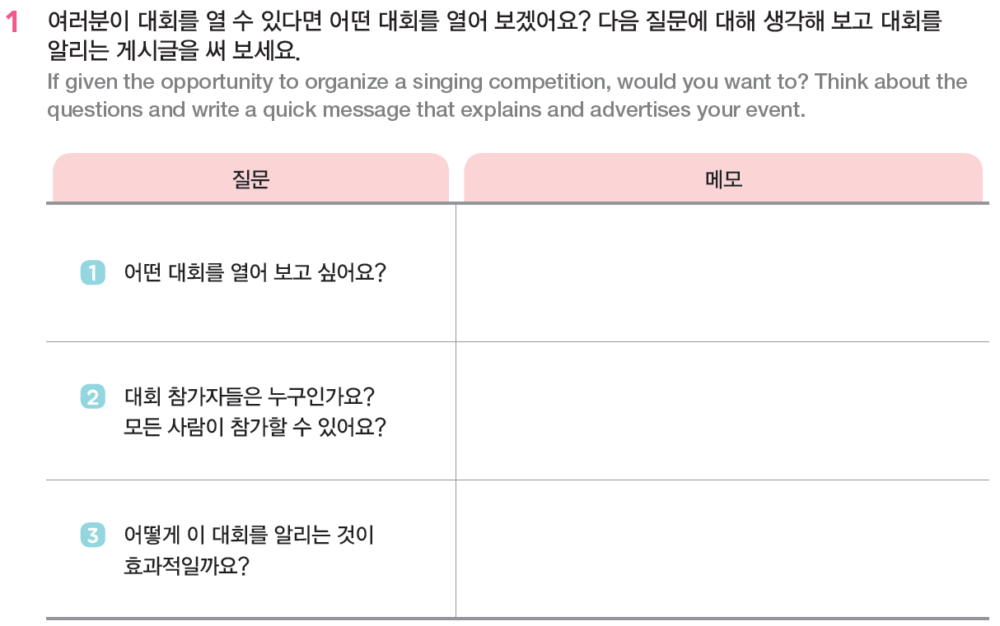 1 여러분이 대회를 열 수 있다면 어떤 대회를 열어 보겠어요? 다음 질문에 대해 생각해 보고 대회를
알리는 게시글을 써 보세요.
If given the opportunity to organize a singing competition, would you want to? Think about the
questions and write a quick message that explains and advertises your event.
질문 메모
1 어떤 대회를 열어 보고 싶어요?
2 대회 참가자들은 누구인가요?
모든 사람이 참가할 수 있어요?
3 어떻게 이 대회를 알리는 것이
효과적일까요?